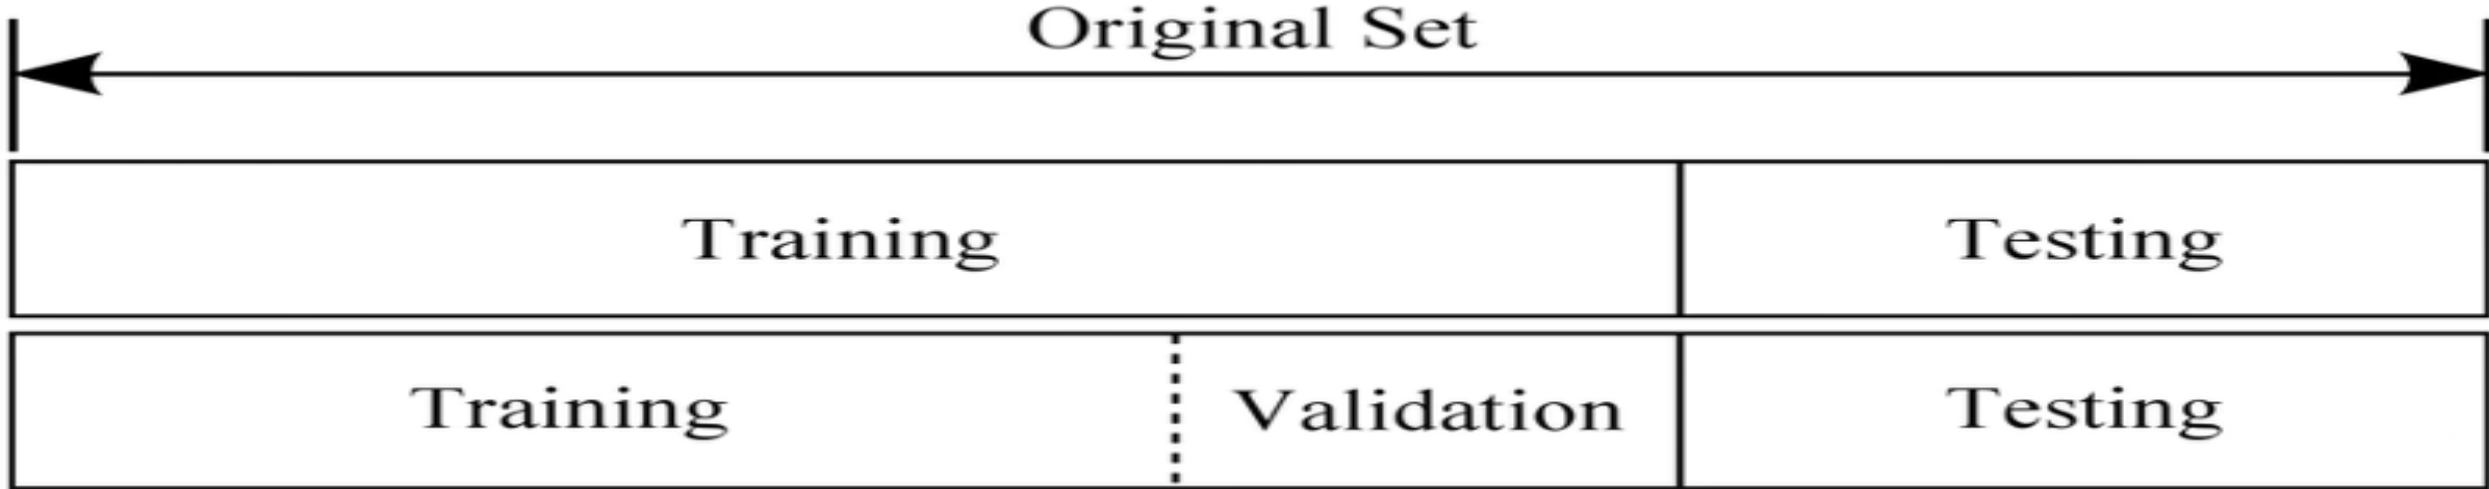 Original Set
Training Testing
Training Validation Testing